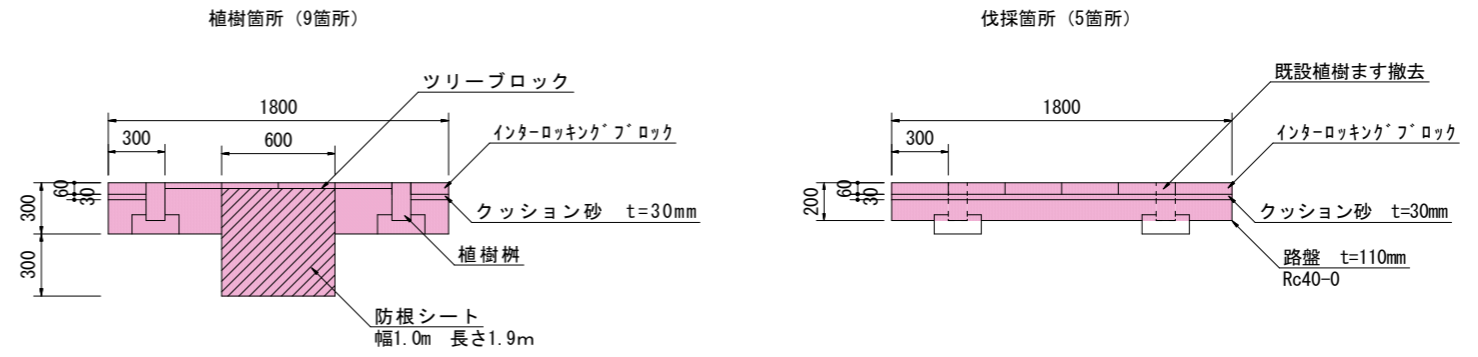 植樹箇所（9箇所）
ツリーブロック
1800
300
600
インターロッキングブロック
60
30
300
300
クッション砂 t=30mm
植樹桝
防根シート
幅1.0m 長さ1.9m
伐採箇所（5箇所）
既設植樹ます撤去
1800
300
インターロッキングブロック
60
30
200
クッション砂 t=30mm
路盤 t=110mm
Rc40-0